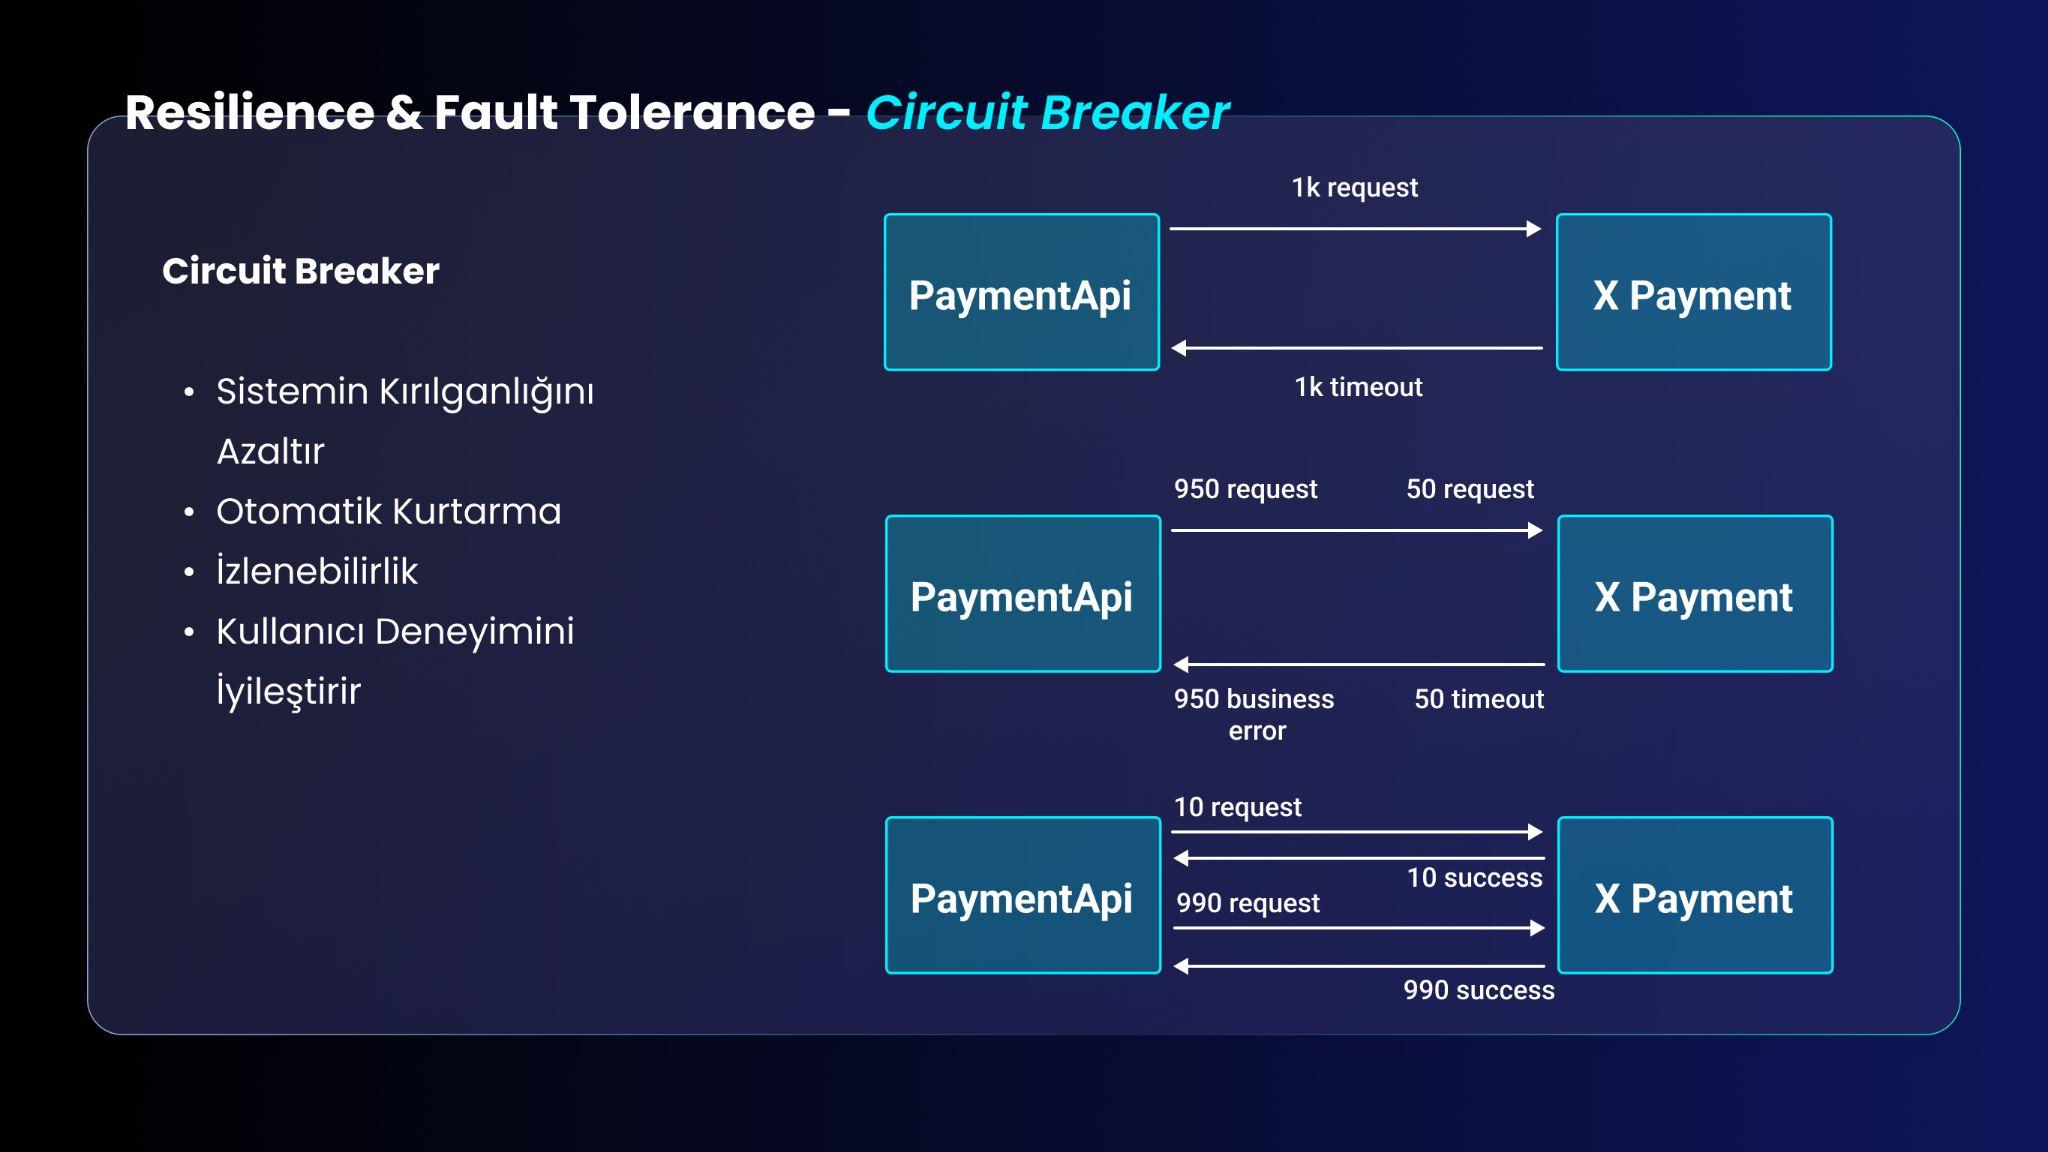 Resilience & Fault Tolerance - Circuit Breaker
Circuit Breaker
• Sistemin Kırılganlığını
Azaltır
• Otomatik Kurtarma
• İzlenebilirlik
• Kullanıcı Deneyimini
İyileştirir
1k request
PaymentApi
X Payment
1k timeout
950 request
50 request
PaymentApi
X Payment
950 business
error
50 timeout
10 request
10 success
PaymentApi
X Payment
990 request
990 success